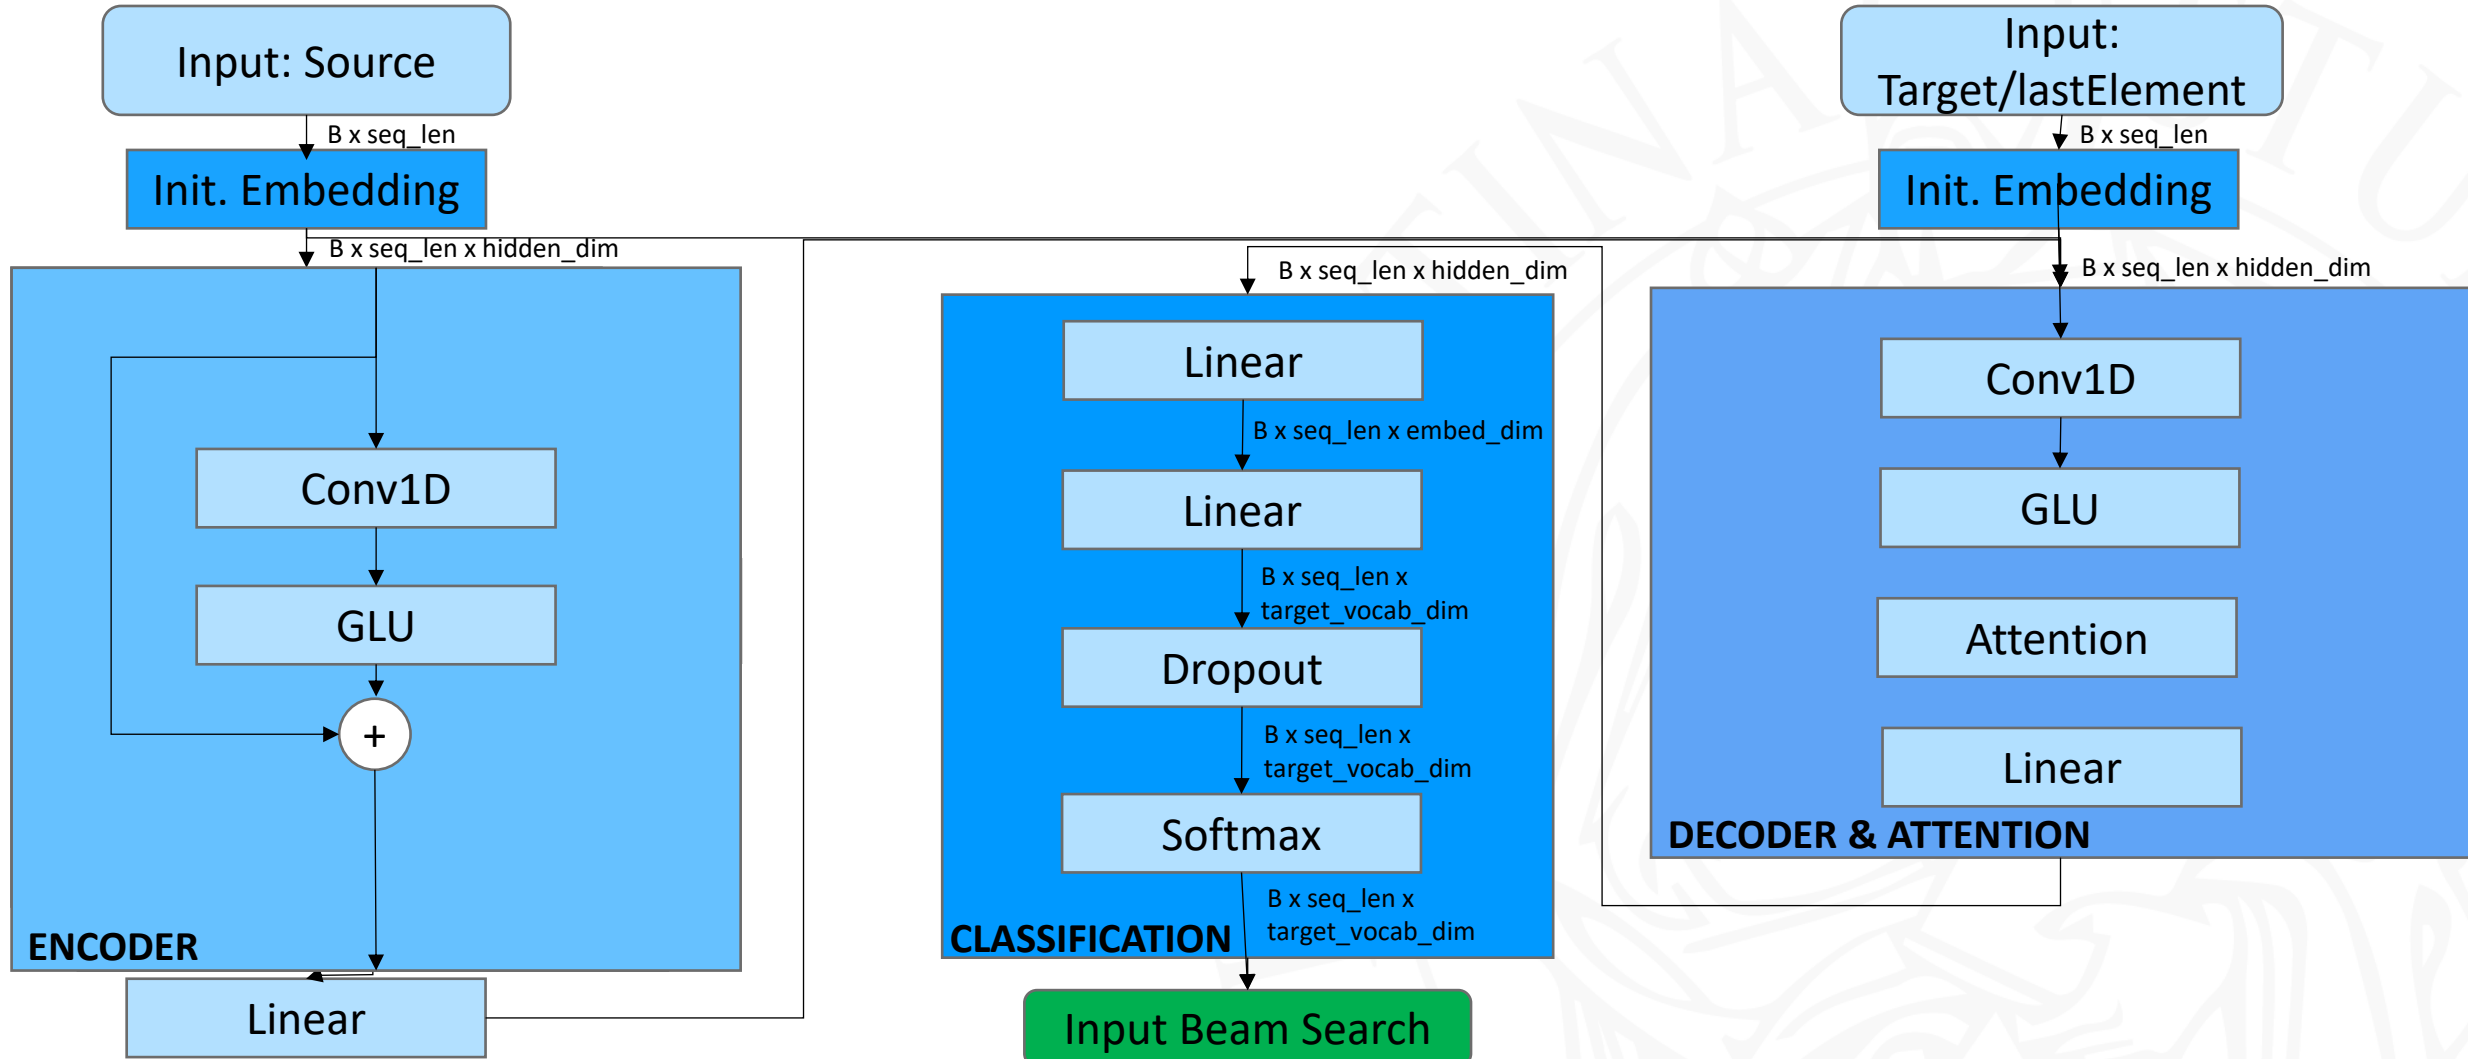 Input: Source
B x seq_len
Init. Embedding
B x seq_len x hidden_dim
Conv1D
GLU
+
ENCODER
Linear
B x seq_len x hidden_dim
Linear
B x seq_len x embed_dim
Linear
B x seq_len x
target_vocab_dim
Dropout
B x seq_len x
target_vocab_dim
Softmax
B x seq_len x
target_vocab_dim
CLASSIFICATION
Input Beam Search
Input:
Target/lastElement
B x seq_len
Init. Embedding
B x seq_len x hidden_dim
Conv1D
GLU
Attention
Linear
DECODER & ATTENTION